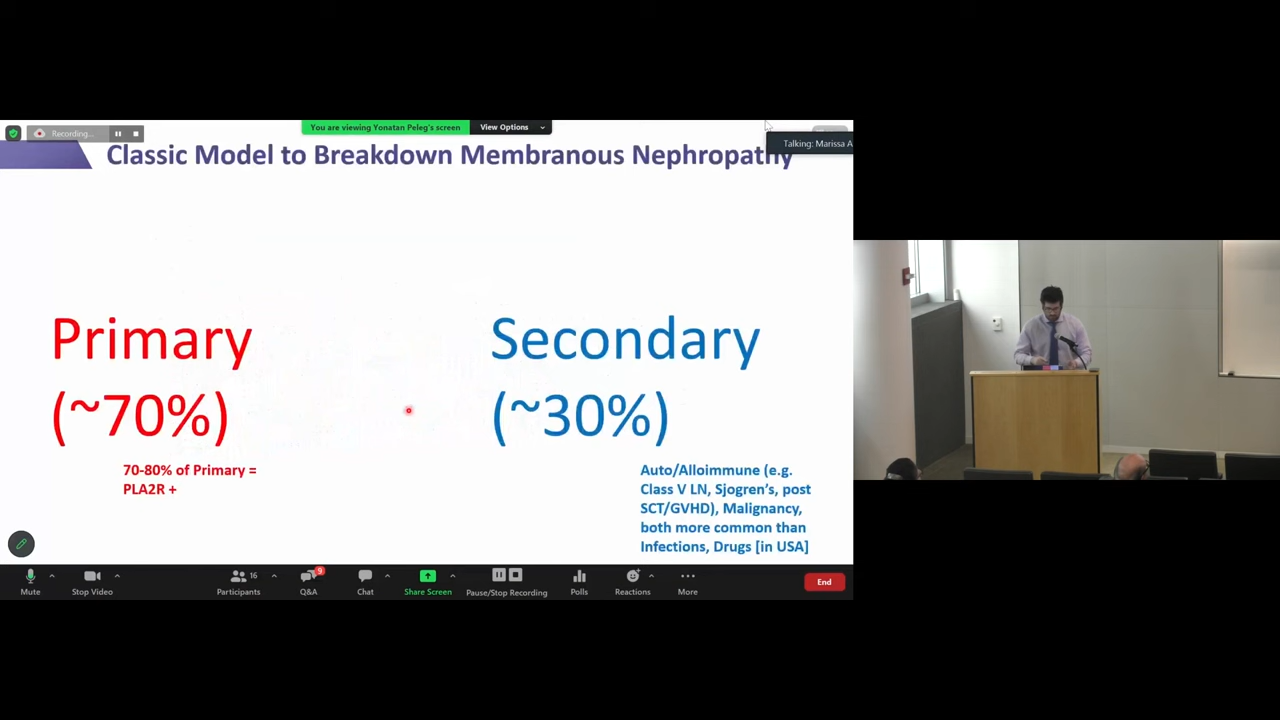 Recording...
You are viewing Yonatan Peleg's screen
View Options
Talking: Marissa A
Classic Model to Breakdown Membranous Nephropathy
Primary
(~70%)
70-80% of Primary =
PLA2R +
Secondary
(~30%)
Auto/Alloimmune (e.g.
Class V LN, Sjogren's, post
SCT/GVHD), Malignancy,
both more common than
Infections, Drugs [in USA]
Mute
Stop Video
16
Participants
9
Q&A
Chat
Share Screen
Pause/Stop Recording
Polls
Reactions
More
End